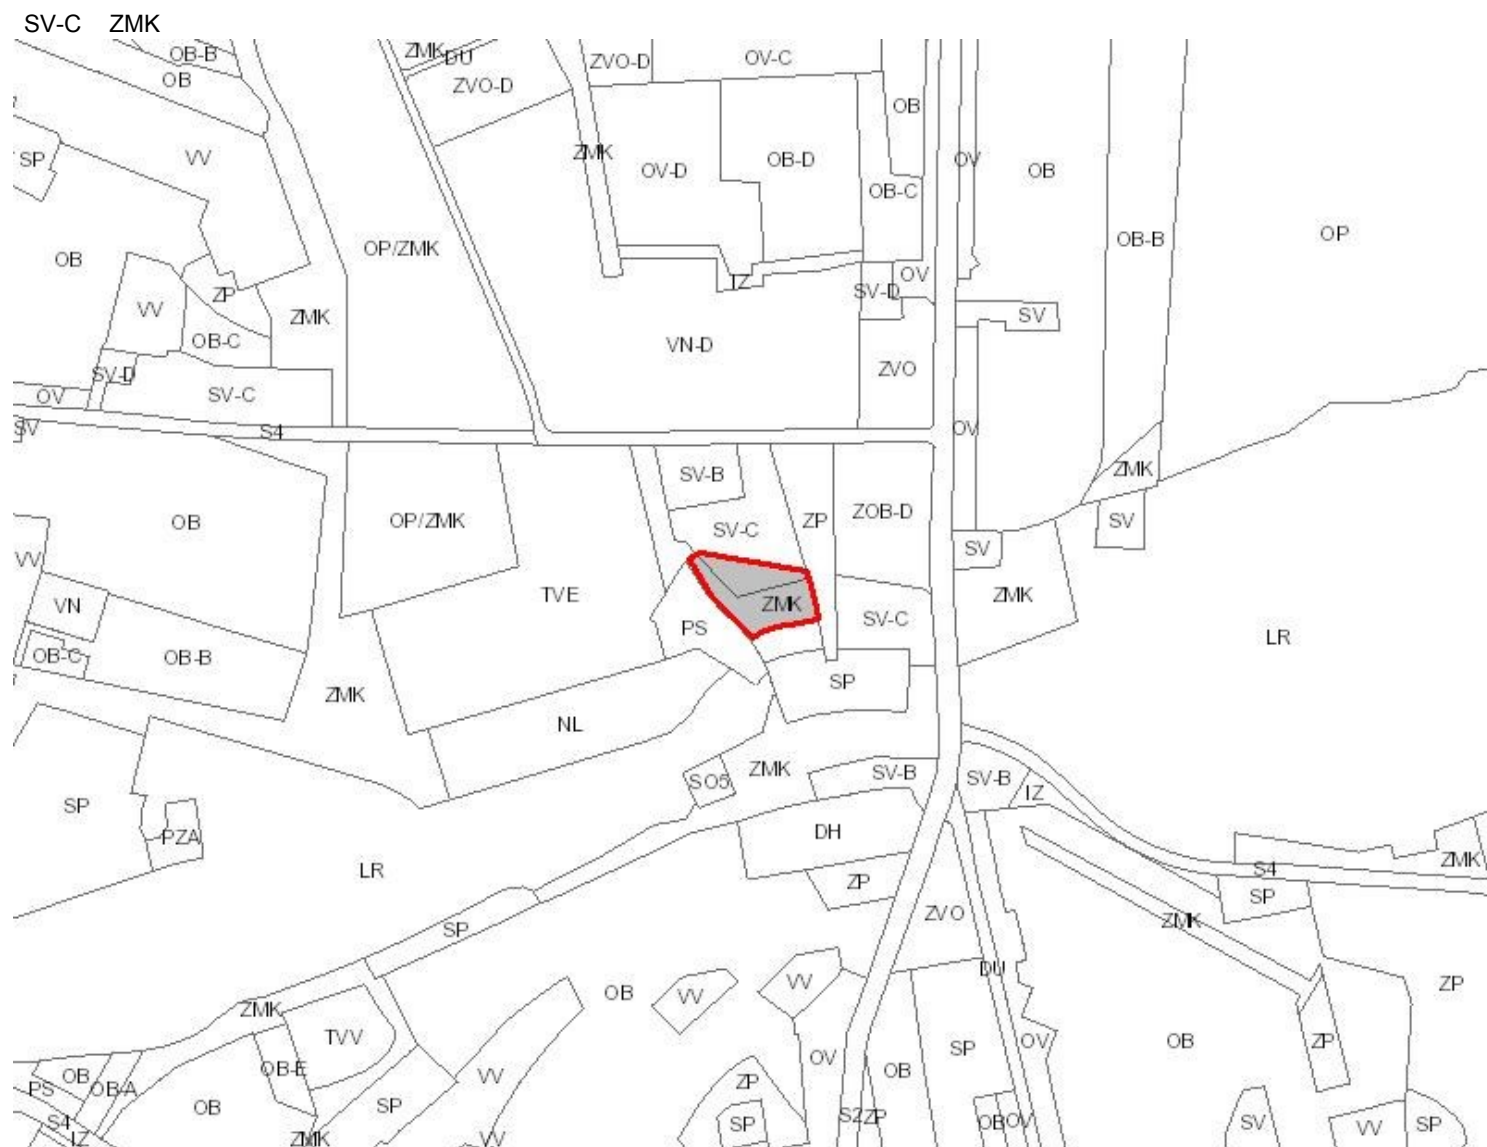 SV-C ZMK
ZMK
OB-B
DU
ZVO-D
OV-C
OB
ZVO-D
OB
SP
VV
ZMK
OV-D
OB-D
OV
OB
OB-C
OP
OB-B
OP/ZMK
OB
OV
IZ
ZP
SV-D
VV
ZMK
SV
OB-C
VN-D
ZVO
SV-D
SV-C
OV
SV
S4
OV
ZMK
SV-B
OB
OP/ZMK
SV-C
ZP
ZOB-D
SV
SV
VV
TVE
ZMK
ZMK
VN
SV-C
PS
LR
OB-C
OB-B
SP
ZMK
NL
ZMK
SV-B
SV-B
SO5
IZ
SP
PZA
DH
ZMK
LR
S4
ZP
SP
ZVO
ZMK
SP
DU
VV
ZP
OB
VV
ZMK
TVV
OV
OB
ZP
SP
OV
OB-E
OB
VV
OB
PS
OB-A
ZP
OB
SP
S2
ZP
S4
SP
OB
OV
SV
VV
SP
IZ
ZMK
VV